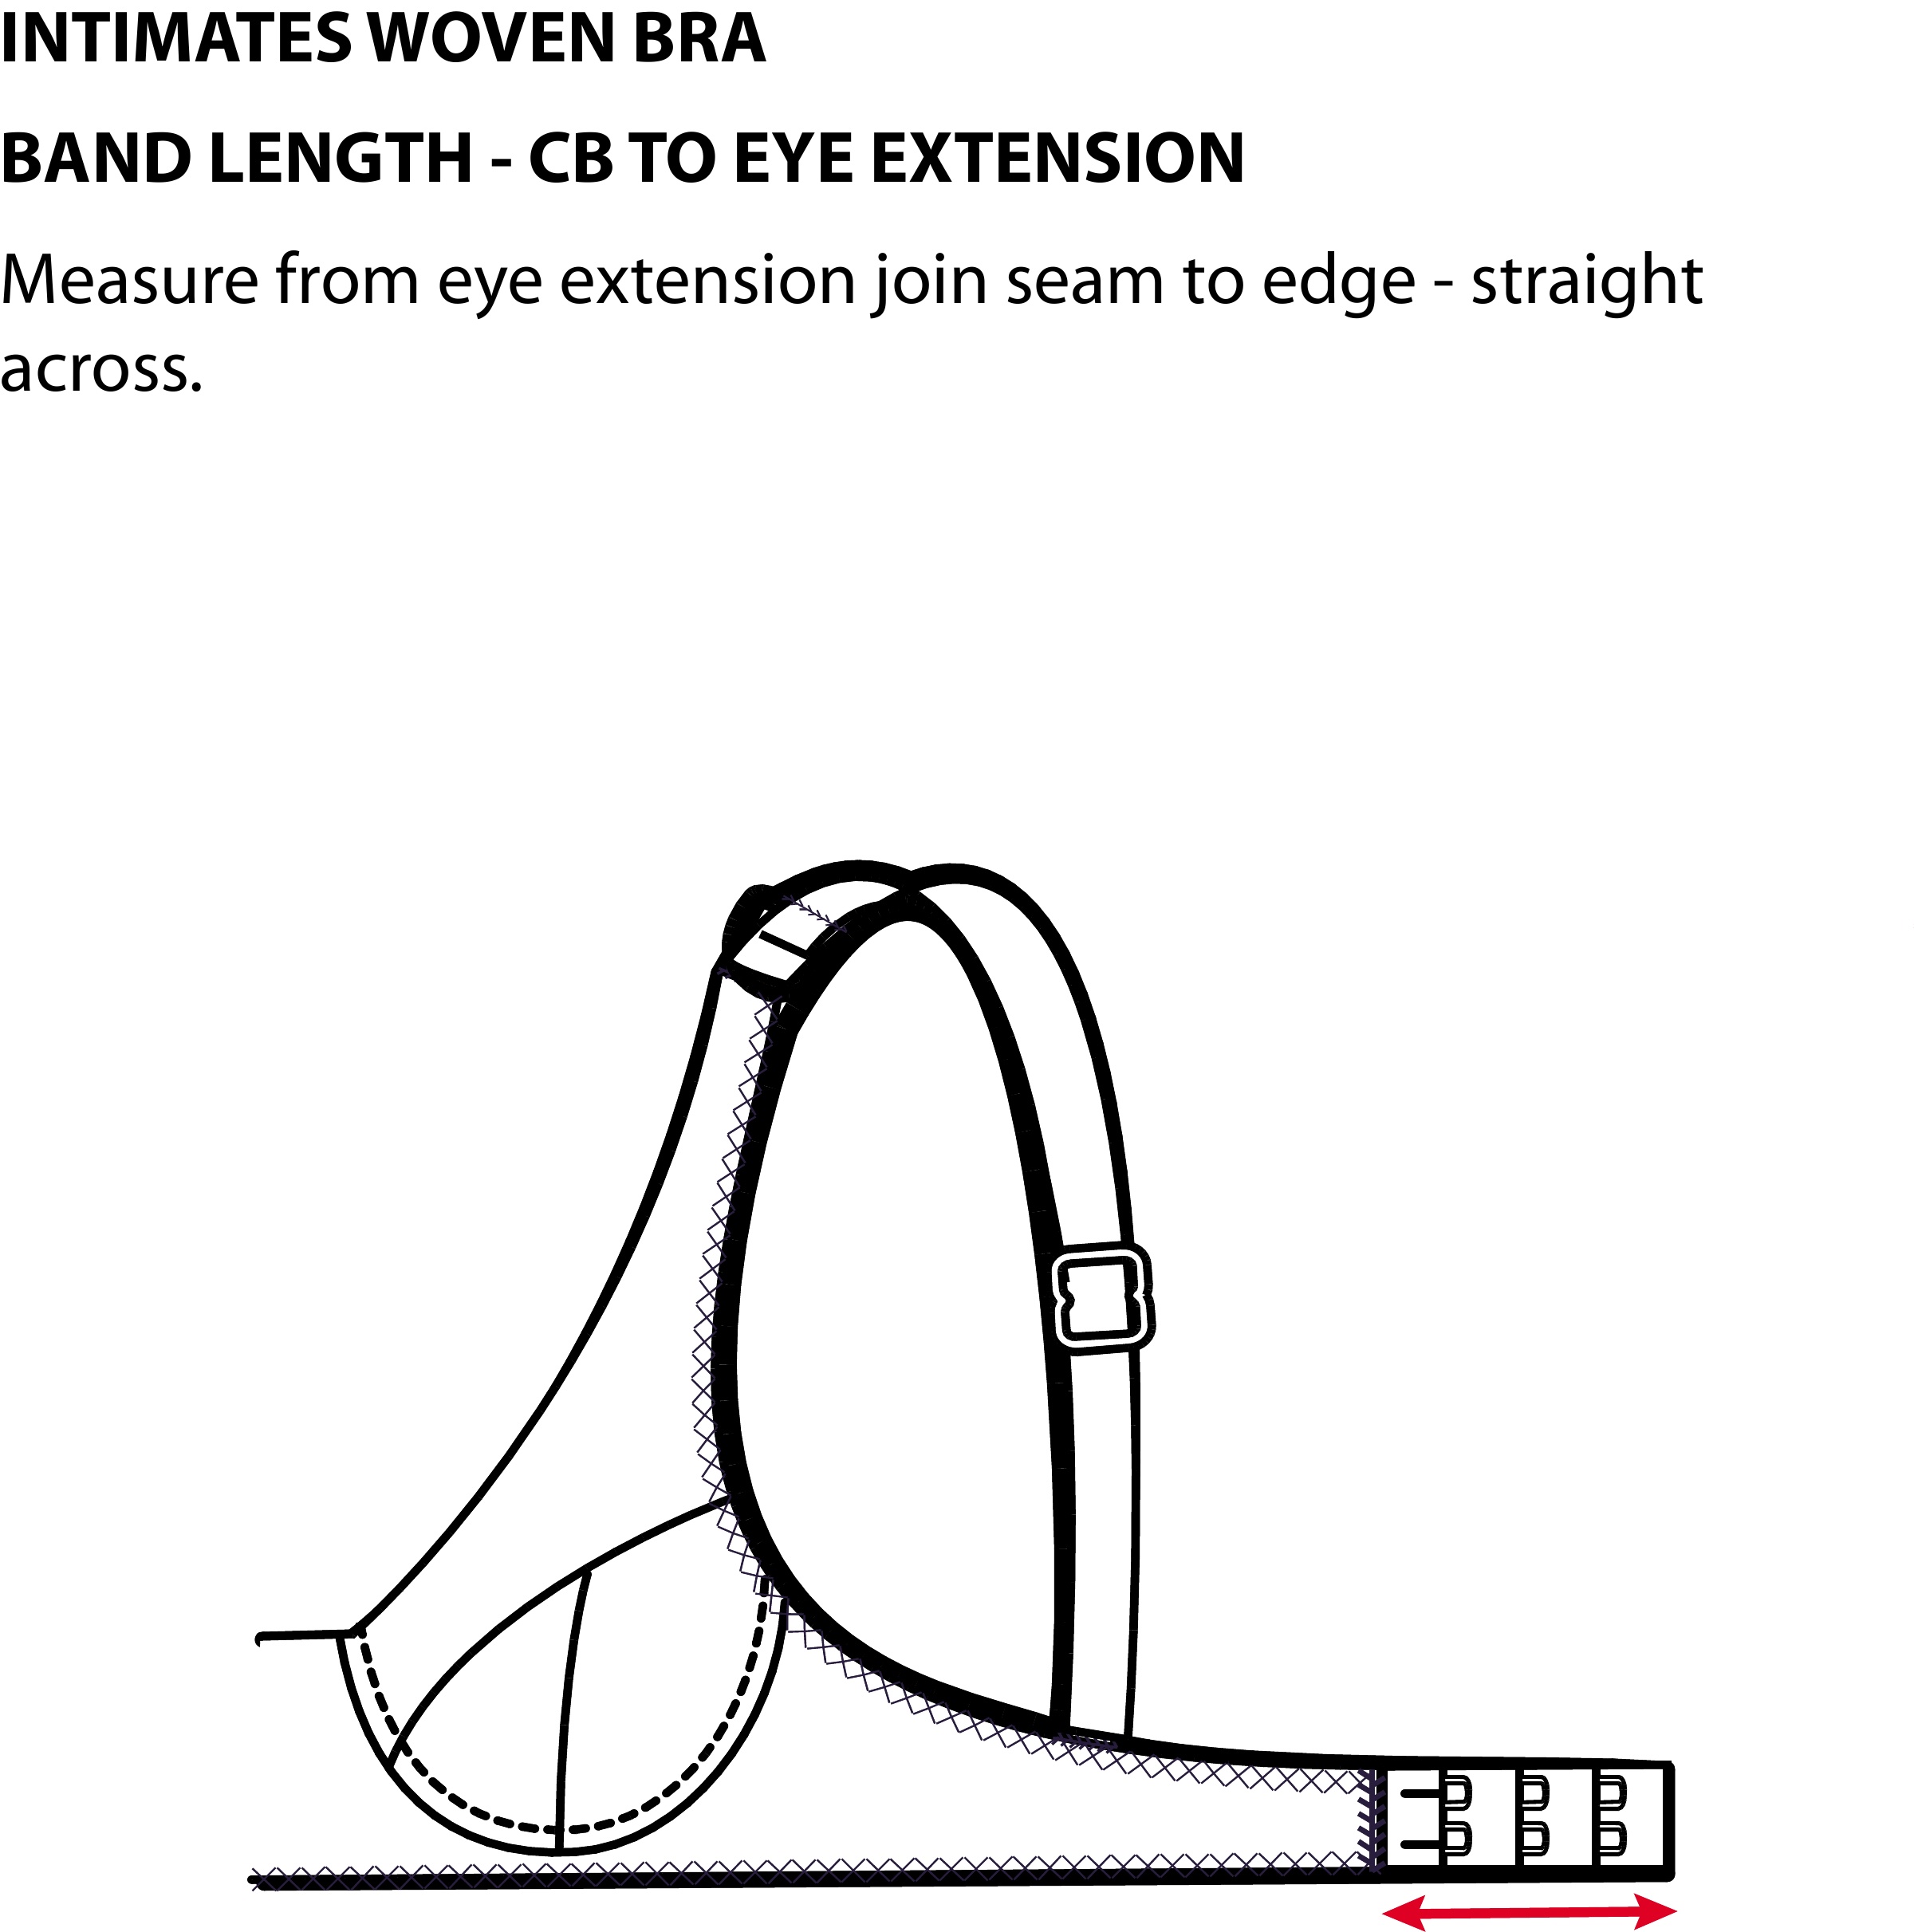 INTIMATES WOVEN BRA
BAND LENGTH - CB TO EYE EXTENSION
Measure from eye extension join seam to edge - straight
across.